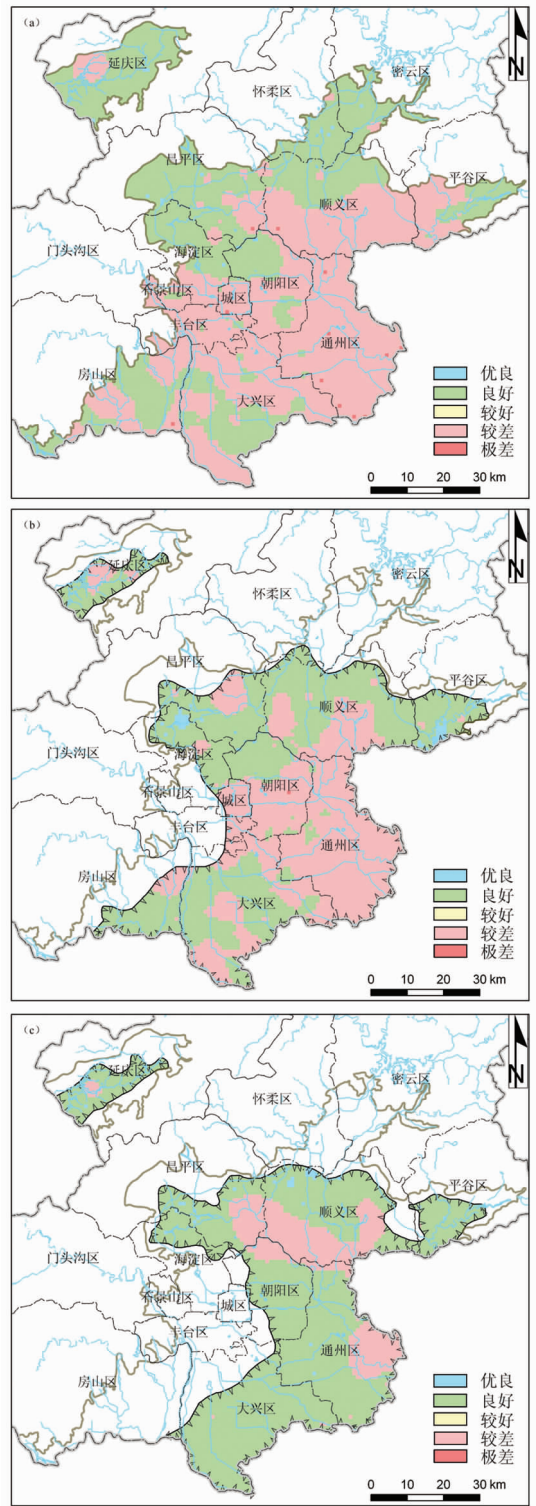 (a)
N
延庆区
怀柔区
密云区
昌平区
平谷区
顺义区
门头沟区
海淀区
石景山区
城区
朝阳区
丰台区
通州区
房山区
大兴区
优良
良好
较好
较差
极差
0 10 20 30 km
(b)
N
延庆区
怀柔区
密云区
昌平区
平谷区
顺义区
门头沟区
海淀区
石景山区
城区
朝阳区
丰台区
通州区
房山区
大兴区
优良
良好
较好
较差
极差
0 10 20 30 km
(c)
N
延庆区
怀柔区
密云区
昌平区
平谷区
顺义区
门头沟区
海淀区
石景山区
城区
朝阳区
丰台区
通州区
房山区
大兴区
优良
良好
较好
较差
极差
0 10 20 30 km